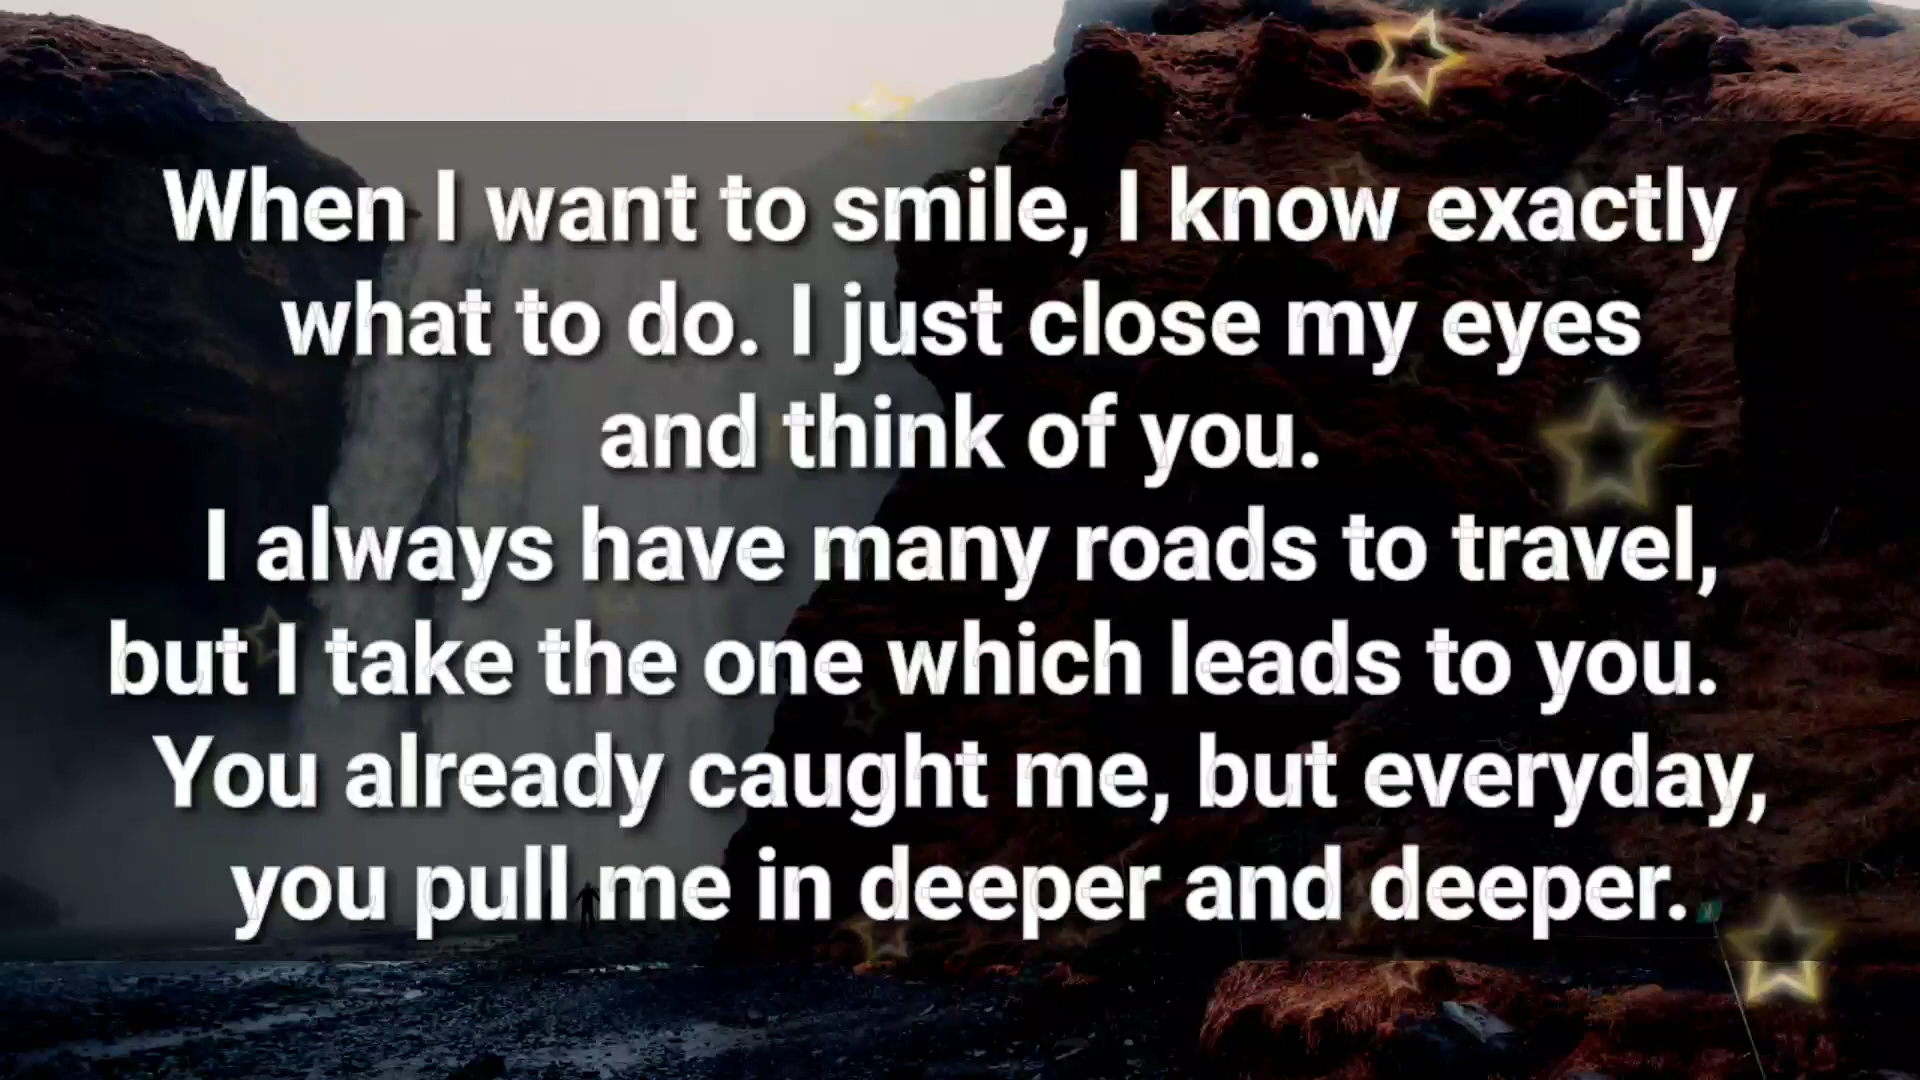 When I want to smile, I know exactly
what to do. I just close my eyes
and think of you.
I always have many roads to travel,
but I take the one which leads to you.
You already caught me, but everyday,
you pull me in deeper and deeper.